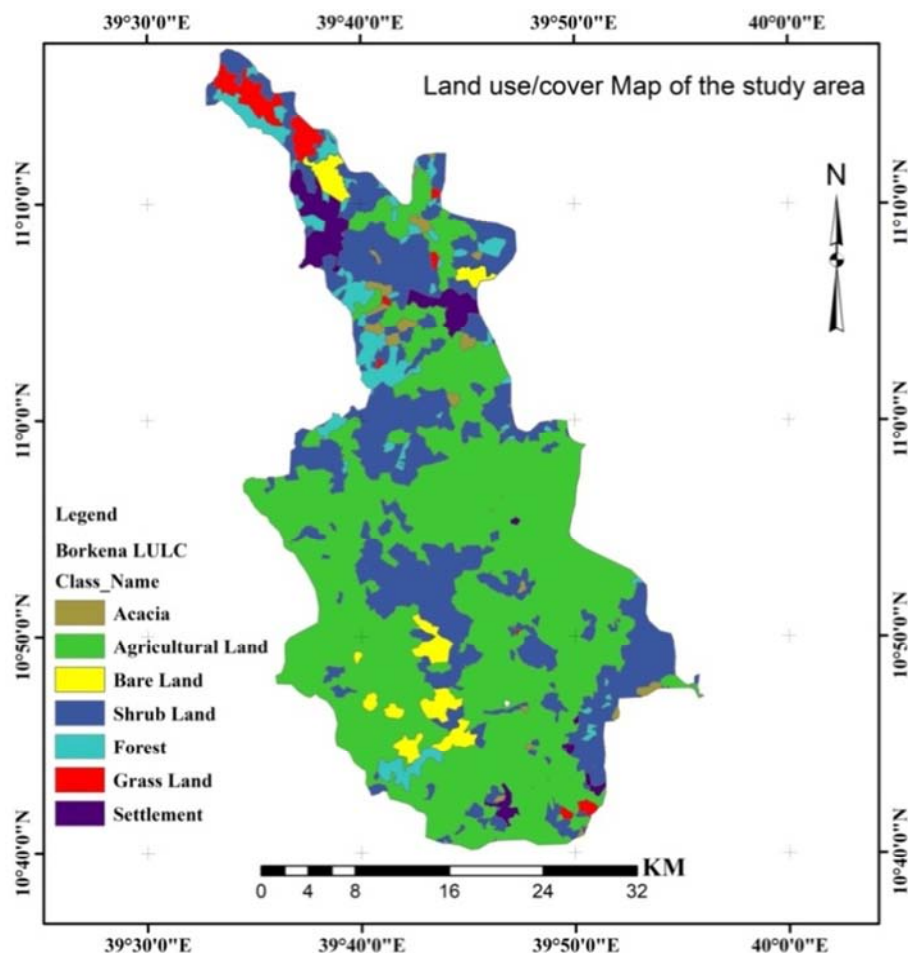 39°30'0"E 39°40'0"E 39°50'0"E 40°0'0"E
Land use/cover Map of the study area
N
11°10'0"N 11°10'0"N
11°0'0"N 11°0'0"N
Legend
Borkena LULC
Class_Name
Acacia
Agricultural Land
Bare Land
Shrub Land
Forest
Grass Land
Settlement
10°50'0"N 10°50'0"N
10°40'0"N 10°40'0"N
KM
0 4 8 16 24 32
39°30'0"E 39°40'0"E 39°50'0"E 40°0'0"E